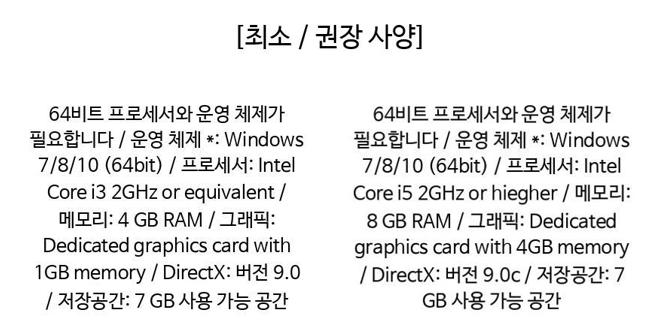 [최소 / 권장 사양]
64비트 프로세서와 운영 체제가
필요합니다 / 운영 체제 *: Windows
7/8/10 (64bit) / 프로세서: Intel
Core i3 2GHz or equivalent /
메모리: 4 GB RAM / 그래픽:
Dedicated graphics card with
1GB memory / DirectX: 버전 9.0
/ 저장공간: 7 GB 사용 가능 공간
64비트 프로세서와 운영 체제가
필요합니다 / 운영 체제 *: Windows
7/8/10 (64bit) / 프로세서: Intel
Core i5 2GHz or hiegher / 메모리:
8 GB RAM / 그래픽: Dedicated
graphics card with 4GB memory
/ DirectX: 버전 9.0c / 저장공간: 7
GB 사용 가능 공간